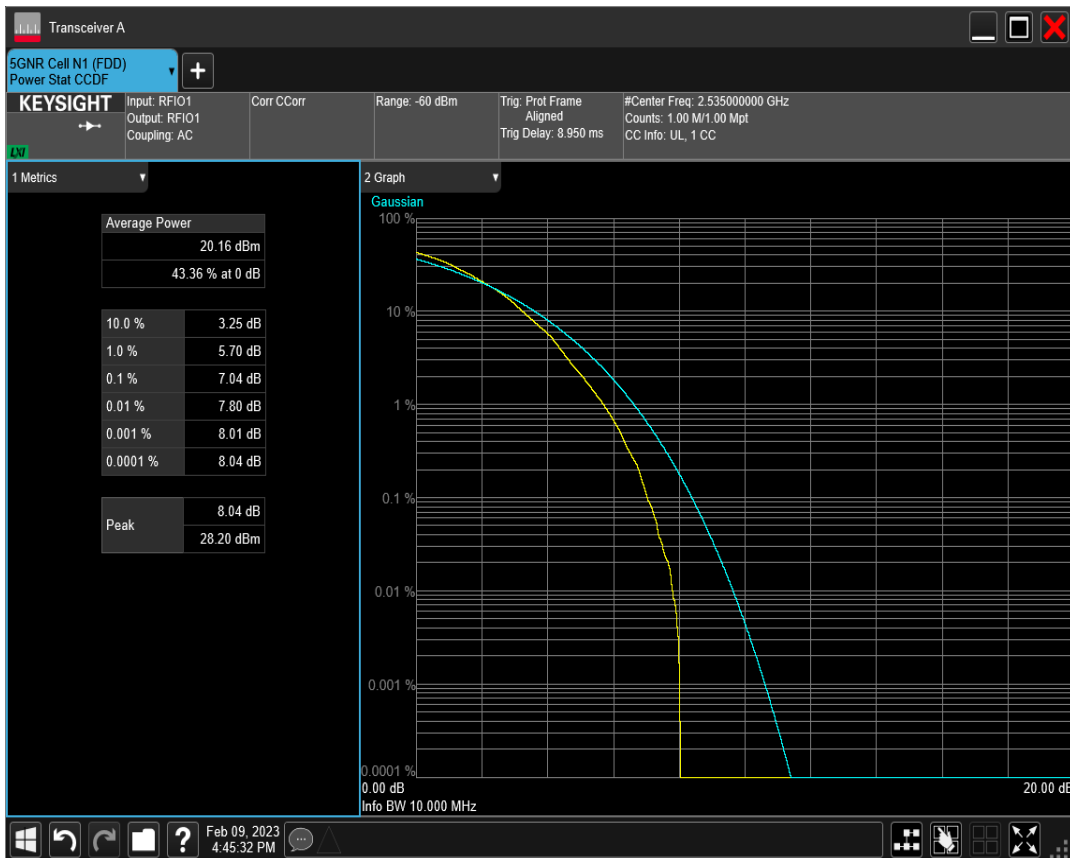 Transceiver A
5GNR Cell N1 (FDD)
Power Stat CCDF
+
KEYSIGHT
LXI
Input: RFIO1
Output: RFIO1
Coupling: AC
Corr CCorr
Range: -60 dBm
Trig: Prot Frame
Aligned
Trig Delay: 8.950 ms
#Center Freq: 2.535000000 GHz
Counts: 1.00 M/1.00 Mpt
CC Info: UL, 1 CC
1 Metrics
Average Power
20.16 dBm
43.36 % at 0 dB
10.0 % 3.25 dB
1.0 % 5.70 dB
0.1 % 7.04 dB
0.01 % 7.80 dB
0.001 % 8.01 dB
0.0001 % 8.04 dB
Peak
8.04 dB
28.20 dBm
2 Graph
Gaussian
100 %
10 %
1 %
0.1 %
0.01 %
0.001 %
0.0001 %
0.00 dB 20.00 dB
Info BW 10.000 MHz
?
Feb 09, 2023
4:45:32 PM